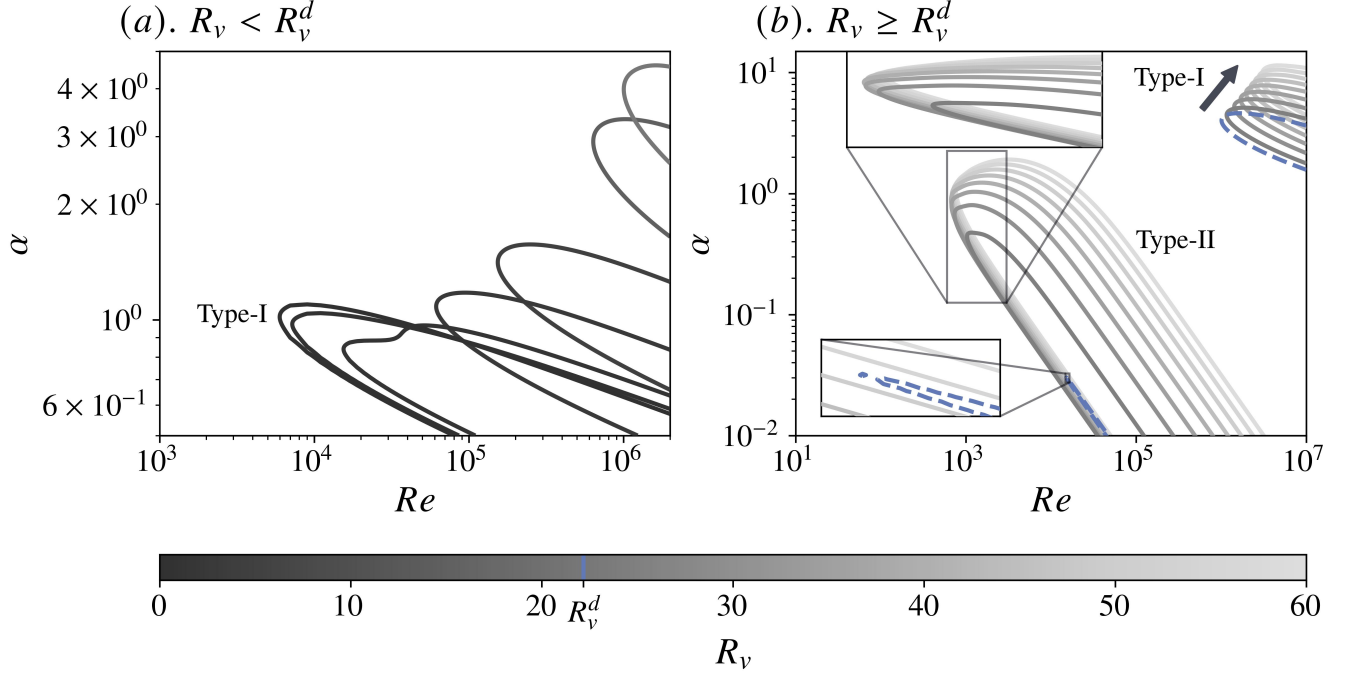 (a). R_v < R_v^d
(b). R_v ≥ R_v^d
4 × 10^0
3 × 10^0
2 × 10^0
10^0
6 × 10^{-1}
α
Type-I
10^3 10^4 10^5 10^6
Re
10^1
10^0
10^{-1}
10^{-2}
α
Type-I
Type-II
10^1 10^3 10^5 10^7
Re
0 10 20 R_v^d 30 40 50 60
R_v